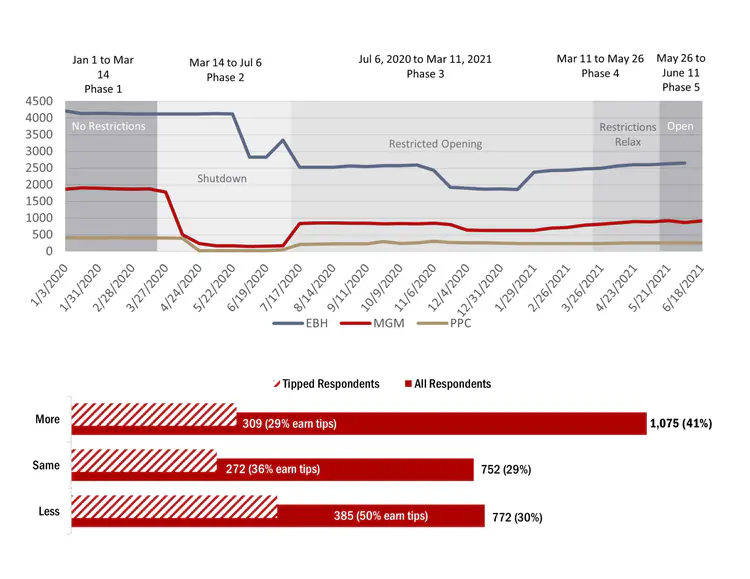 Jan 1 to Mar
14
Phase 1
Mar 14 to Jul 6
Phase 2
Jul 6, 2020 to Mar 11, 2021
Phase 3
Mar 11 to May 26
Phase 4
May 26 to
June 11
Phase 5
4500
4000
3500
3000
2500
2000
1500
1000
500
0
No Restrictions
Shutdown
Restricted Opening
Restrictions
Relax
Open
1/3/2020
1/31/2020
2/28/2020
3/27/2020
4/24/2020
5/22/2020
6/19/2020
7/17/2020
8/14/2020
9/11/2020
10/9/2020
11/6/2020
12/4/2020
12/31/2020
1/29/2021
2/26/2021
3/26/2021
4/23/2021
5/21/2021
6/18/2021
EBH MGM PPC
Tipped Respondents All Respondents
More 309 (29% earn tips) 1,075 (41%)
Same 272 (36% earn tips) 752 (29%)
Less 385 (50% earn tips) 772 (30%)